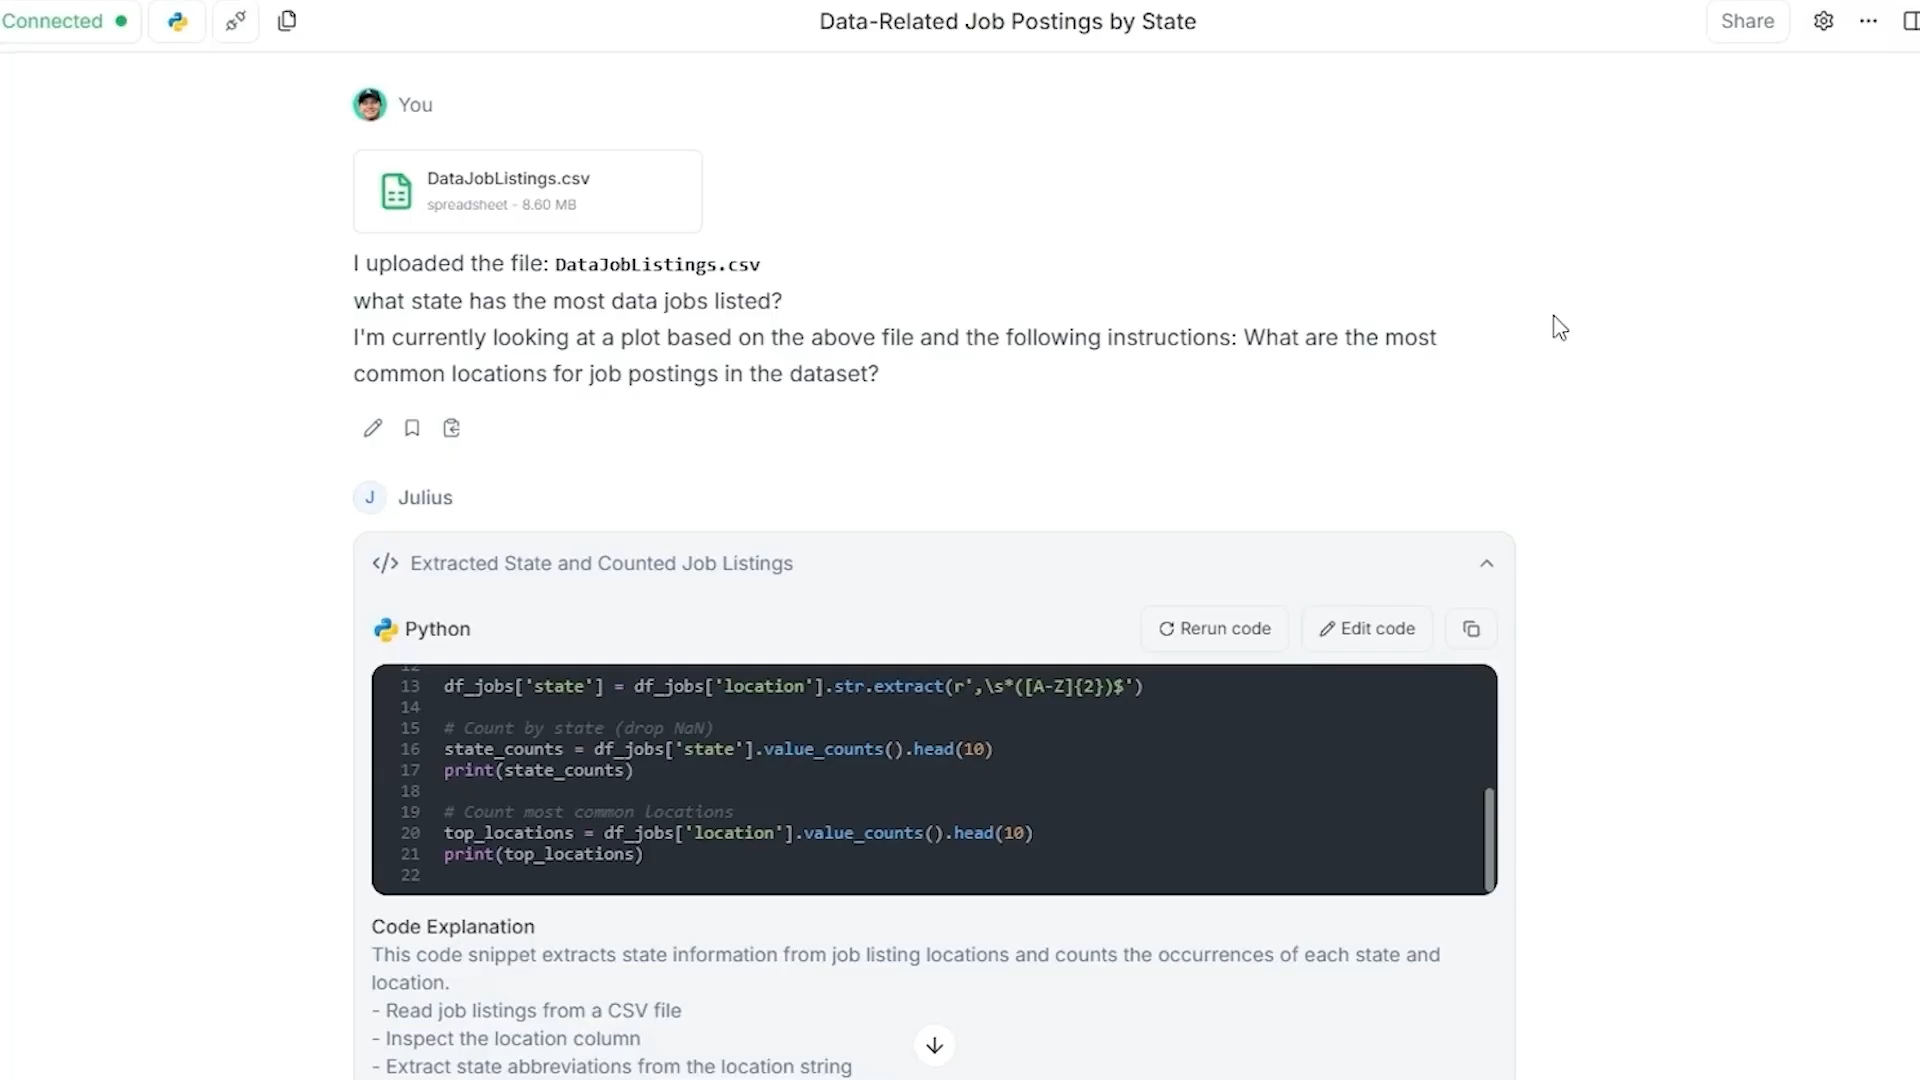 Connected
Data-Related Job Postings by State
Share
You
DataJobListings.csv
spreadsheet - 8.60 MB
I uploaded the file: DataJobListings.csv
what state has the most data jobs listed?
I'm currently looking at a plot based on the above file and the following instructions: What are the most
common locations for job postings in the dataset?
J Julius
</> Extracted State and Counted Job Listings
Python
Rerun code
Edit code
12
13 df_jobs['state'] = df_jobs['location'].str.extract(r',\s*([A-Z]{2})$')
14
15 # Count by state (drop NaN)
16 state_counts = df_jobs['state'].value_counts().head(10)
17 print(state_counts)
18
19 # Count most common locations
20 top_locations = df_jobs['location'].value_counts().head(10)
21 print(top_locations)
22
Code Explanation
This code snippet extracts state information from job listing locations and counts the occurrences of each state and
location.
- Read job listings from a CSV file
- Inspect the location column
- Extract state abbreviations from the location string